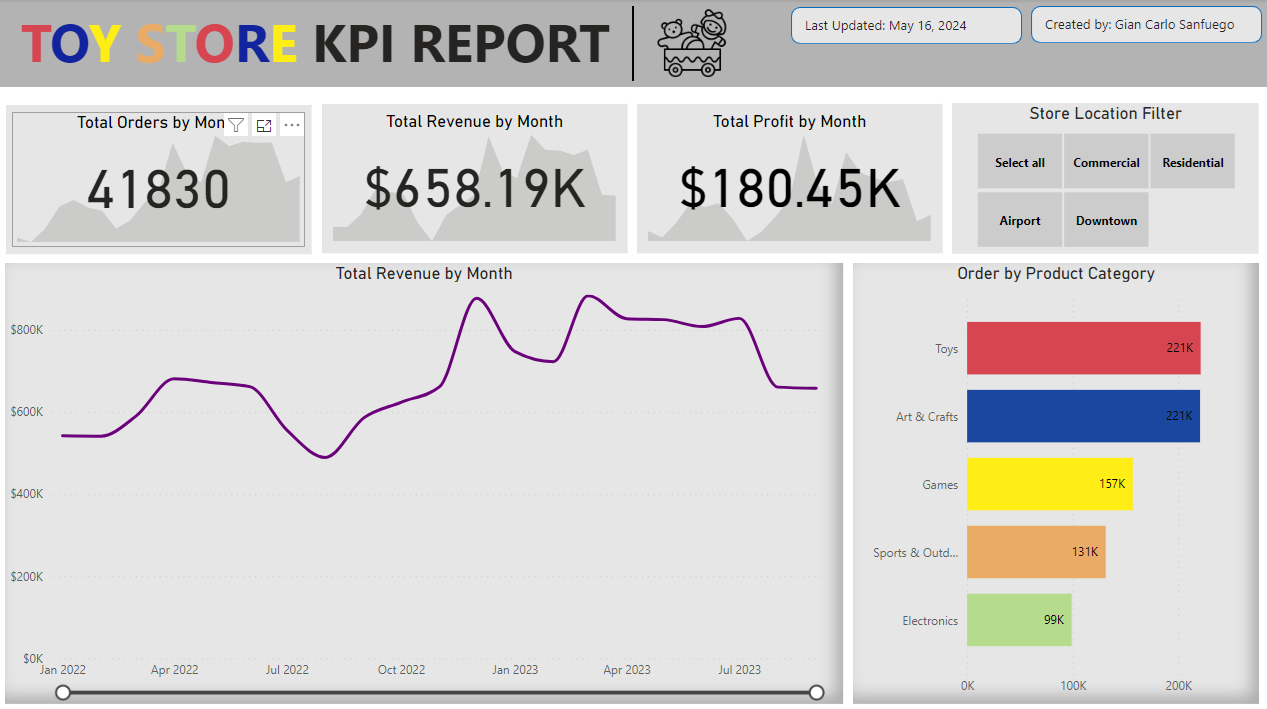 TOY STORE KPI REPORT
Last Updated: May 16, 2024
Created by: Gian Carlo Sanfuego
Total Orders by Mon
41830
Total Revenue by Month
$658.19K
Total Profit by Month
$180.45K
Store Location Filter
Select all
Commercial
Residential
Airport
Downtown
Total Revenue by Month
$800K
$600K
$400K
$200K
$0K
Jan 2022
Apr 2022
Jul 2022
Oct 2022
Jan 2023
Apr 2023
Jul 2023
Order by Product Category
Toys
221K
Art & Crafts
221K
Games
157K
Sports & Outd...
131K
Electronics
99K
0K
100K
200K